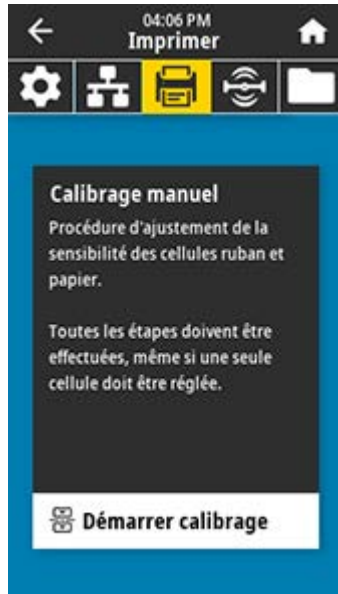 04:06 PM
Imprimer
Calibrage manuel
Procédure d'ajustement de la
sensibilité des cellules ruban et
papier.
Toutes les étapes doivent être
effectuées, même si une seule
cellule doit être réglée.
Démarrer calibrage